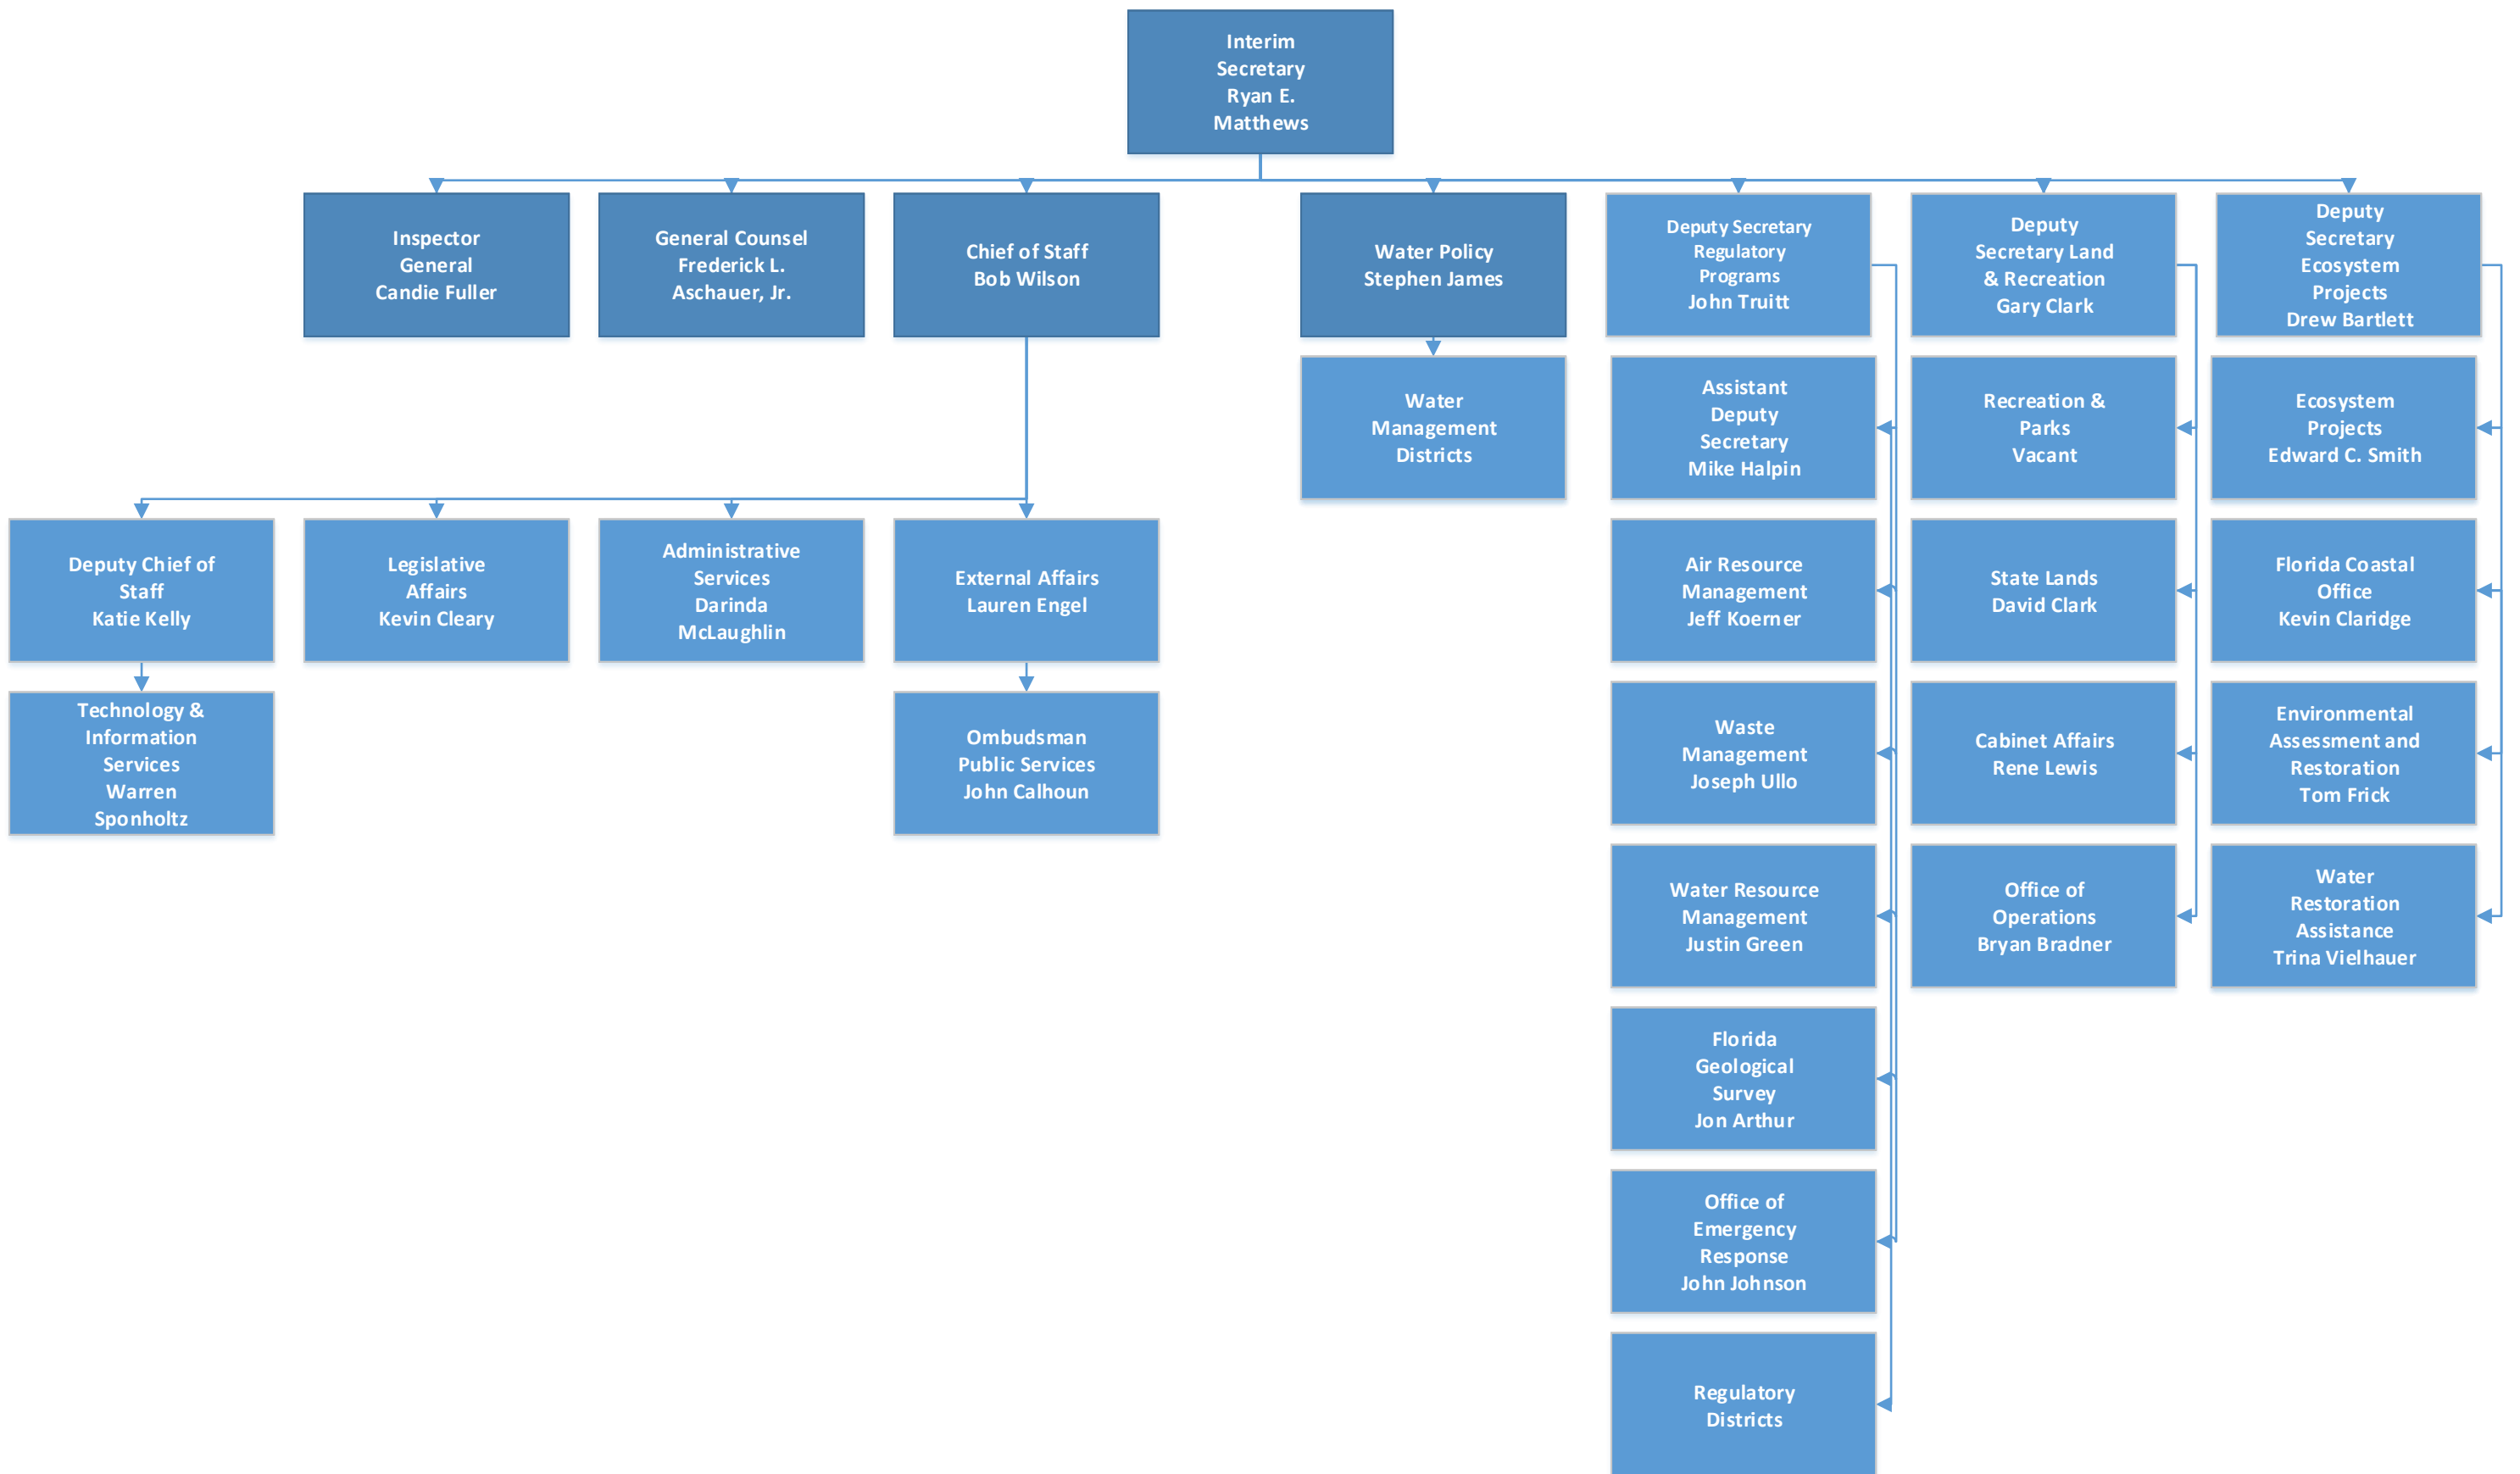 Interim
Secretary
Ryan E.
Matthews
Inspector
General
Candie Fuller
General Counsel
Frederick L.
Aschauer, Jr.
Chief of Staff
Bob Wilson
Water Policy
Stephen James
Deputy Secretary
Regulatory
Programs
John Truitt
Deputy
Secretary Land
& Recreation
Gary Clark
Deputy
Secretary
Ecosystem
Projects
Drew Bartlett
Water
Management
Districts
Assistant
Deputy
Secretary
Mike Halpin
Recreation &
Parks
Vacant
Ecosystem
Projects
Edward C. Smith
Deputy Chief of
Staff
Katie Kelly
Legislative
Affairs
Kevin Cleary
Administrative
Services
Darinda
McLaughlin
External Affairs
Lauren Engel
Air Resource
Management
Jeff Koerner
State Lands
David Clark
Florida Coastal
Office
Kevin Claridge
Technology &
Information
Services
Warren
Sponholtz
Ombudsman
Public Services
John Calhoun
Waste
Management
Joseph Ullo
Cabinet Affairs
Rene Lewis
Environmental
Assessment and
Restoration
Tom Frick
Water Resource
Management
Justin Green
Office of
Operations
Bryan Bradner
Water
Restoration
Assistance
Trina Vielhauer
Florida
Geological
Survey
Jon Arthur
Office of
Emergency
Response
John Johnson
Regulatory
Districts